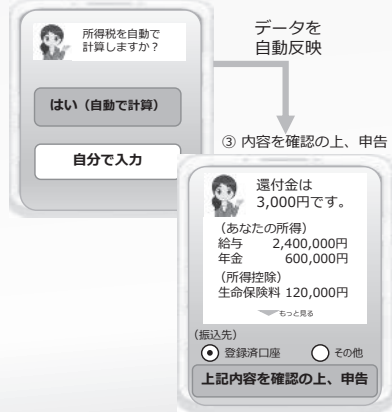 所得税を自動で
計算しますか？
はい（自動で計算）
自分で入力
データを
自動反映
③ 内容を確認の上、申告
還付金は
3,000円です。
（あなたの所得）
給与 2,400,000円
年金 600,000円
（所得控除）
生命保険料 120,000円
もっと見る
（振込先）
登録済口座 その他
上記内容を確認の上、申告